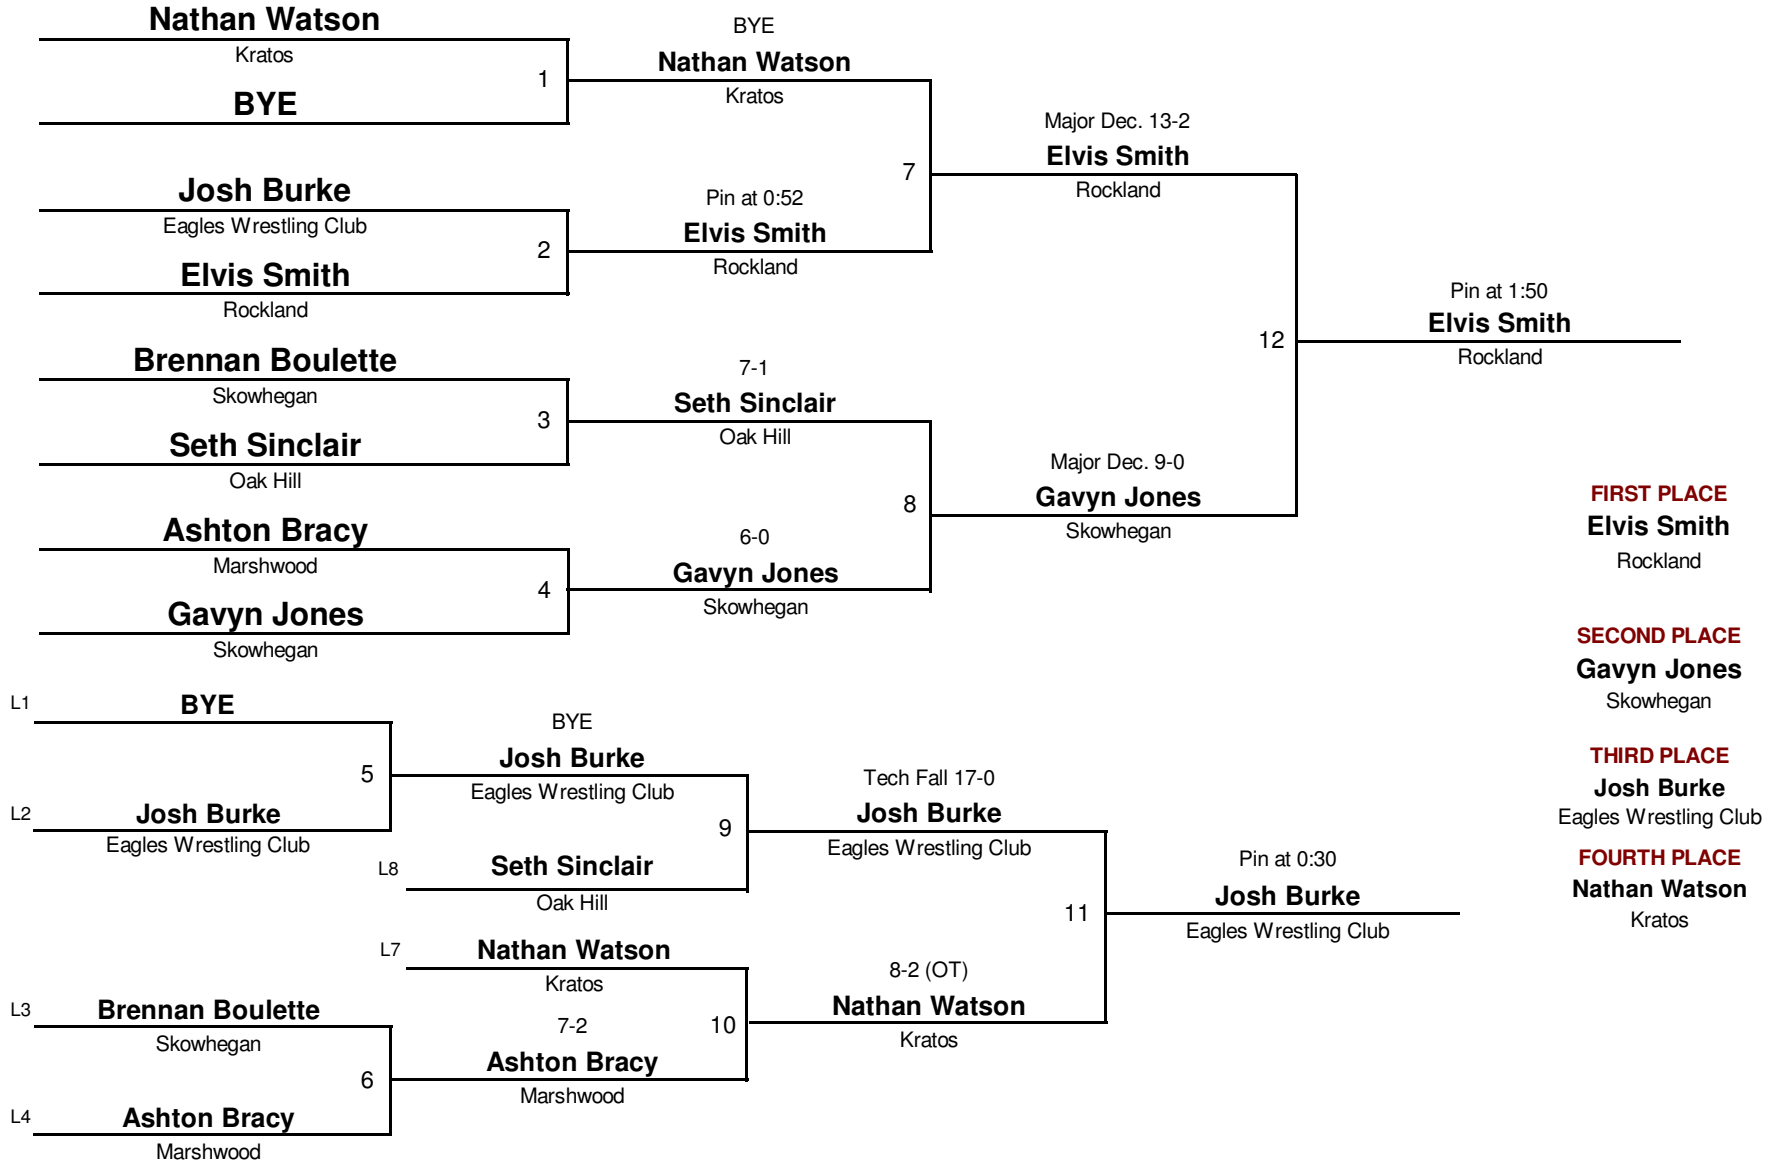 Nathan Watson
Kratos
1
BYE
BYE
Nathan Watson
Kratos
Josh Burke
Eagles Wrestling Club
2
Elvis Smith
Rockland
Pin at 0:52
Elvis Smith
Rockland
7
Major Dec. 13-2
Elvis Smith
Rockland
Brennan Boulette
Skowhegan
3
Seth Sinclair
Oak Hill
7-1
Seth Sinclair
Oak Hill
Ashton Bracy
Marshwood
4
Gavyn Jones
Skowhegan
6-0
Gavyn Jones
Skowhegan
8
Major Dec. 9-0
Gavyn Jones
Skowhegan
12
Pin at 1:50
Elvis Smith
Rockland
FIRST PLACE
Elvis Smith
Rockland
SECOND PLACE
Gavyn Jones
Skowhegan
THIRD PLACE
Josh Burke
Eagles Wrestling Club
FOURTH PLACE
Nathan Watson
Kratos
L1
BYE
5
L2
Josh Burke
Eagles Wrestling Club
BYE
Josh Burke
Eagles Wrestling Club
9
L8
Seth Sinclair
Oak Hill
Tech Fall 17-0
Josh Burke
Eagles Wrestling Club
L7
Nathan Watson
Kratos
L3
Brennan Boulette
Skowhegan
6
L4
Ashton Bracy
Marshwood
7-2
Ashton Bracy
Marshwood
10
8-2 (OT)
Nathan Watson
Kratos
11
Pin at 0:30
Josh Burke
Eagles Wrestling Club